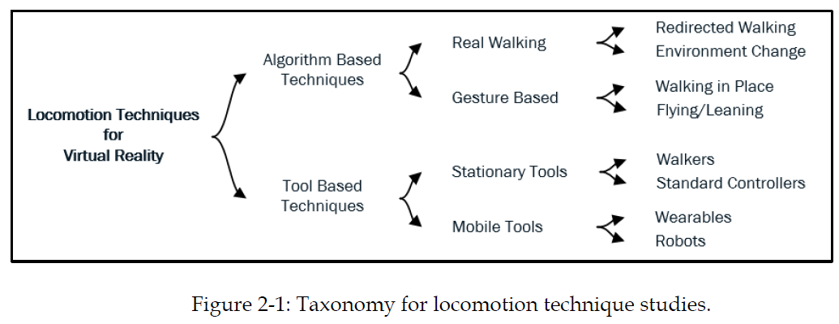 Locomotion Techniques
for
Virtual Reality
Algorithm Based
Techniques
Tool Based
Techniques
Real Walking
Gesture Based
Stationary Tools
Mobile Tools
Redirected Walking
Environment Change
Walking in Place
Flying/Leaning
Walkers
Standard Controllers
Wearables
Robots
Figure 2-1: Taxonomy for locomotion technique studies.